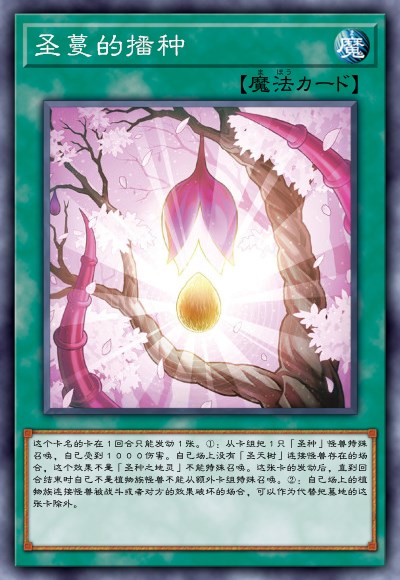 圣蔓的播种
魔
【魔法カード】
ま ほう
这个卡名的卡在1回合只能发动1张。①：从卡组把1只「圣种」怪兽特殊
召唤，自己受到1000伤害。自己场上没有「圣天树」连接怪兽存在的场
合，这个效果不是「圣种之地灵」不能特殊召唤。这张卡的发动后，直到回
合结束时自己不是植物族怪兽不能从额外卡组特殊召唤。②：自己场上的植
物族连接怪兽被战斗或者对方的效果破坏的场合，可以作为代替把墓地的这
张卡除外。